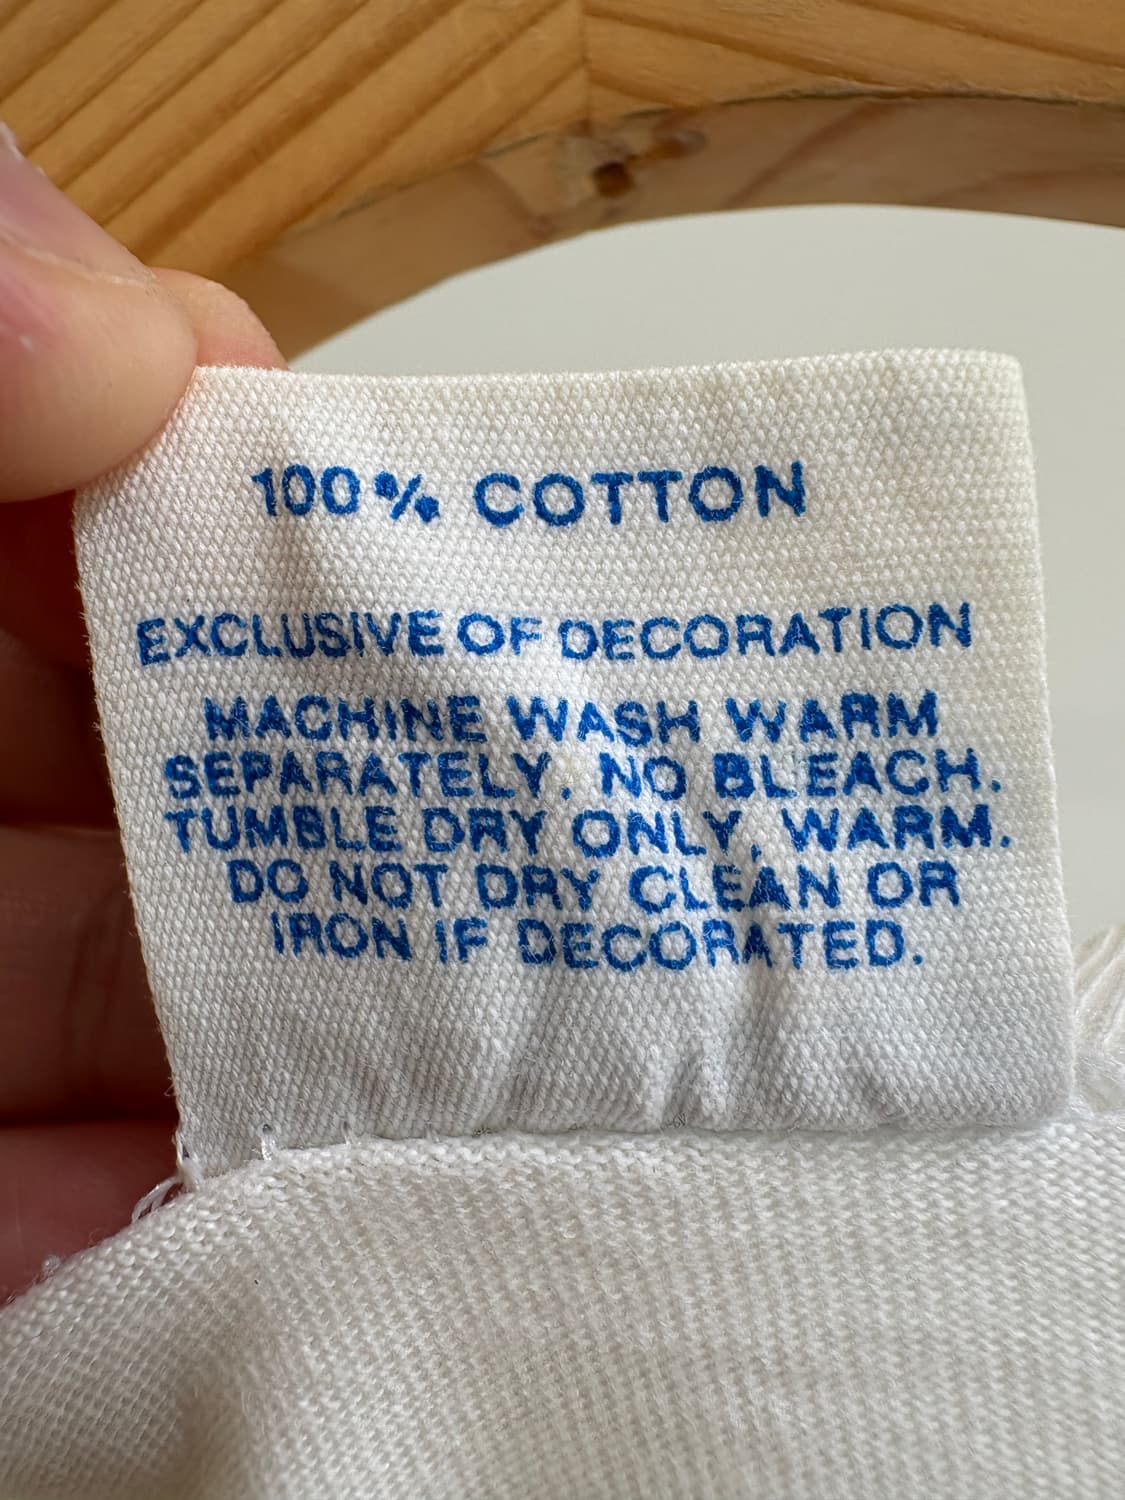 100% COTTON
EXCLUSIVE OF DECORATION
MACHINE WASH WARM
SEPARATELY. NO BLEACH.
TUMBLE DRY ONLY, WARM.
DO NOT DRY CLEAN OR
IRON IF DECORATED.